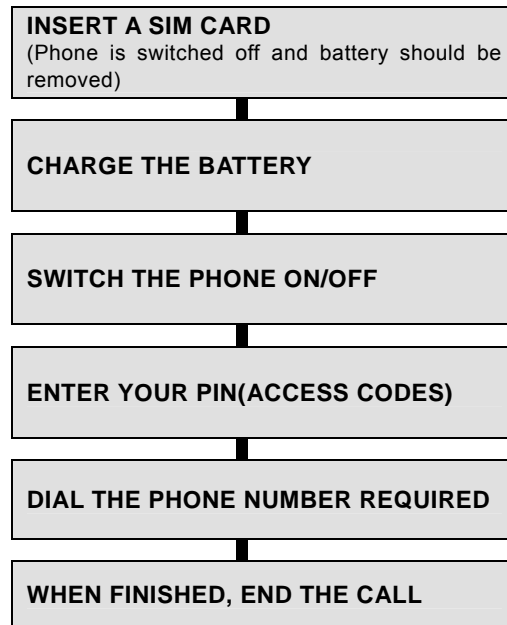 INSERT A SIM CARD
(Phone is switched off and battery should be
removed)
CHARGE THE BATTERY
SWITCH THE PHONE ON/OFF
ENTER YOUR PIN(ACCESS CODES)
DIAL THE PHONE NUMBER REQUIRED
WHEN FINISHED, END THE CALL